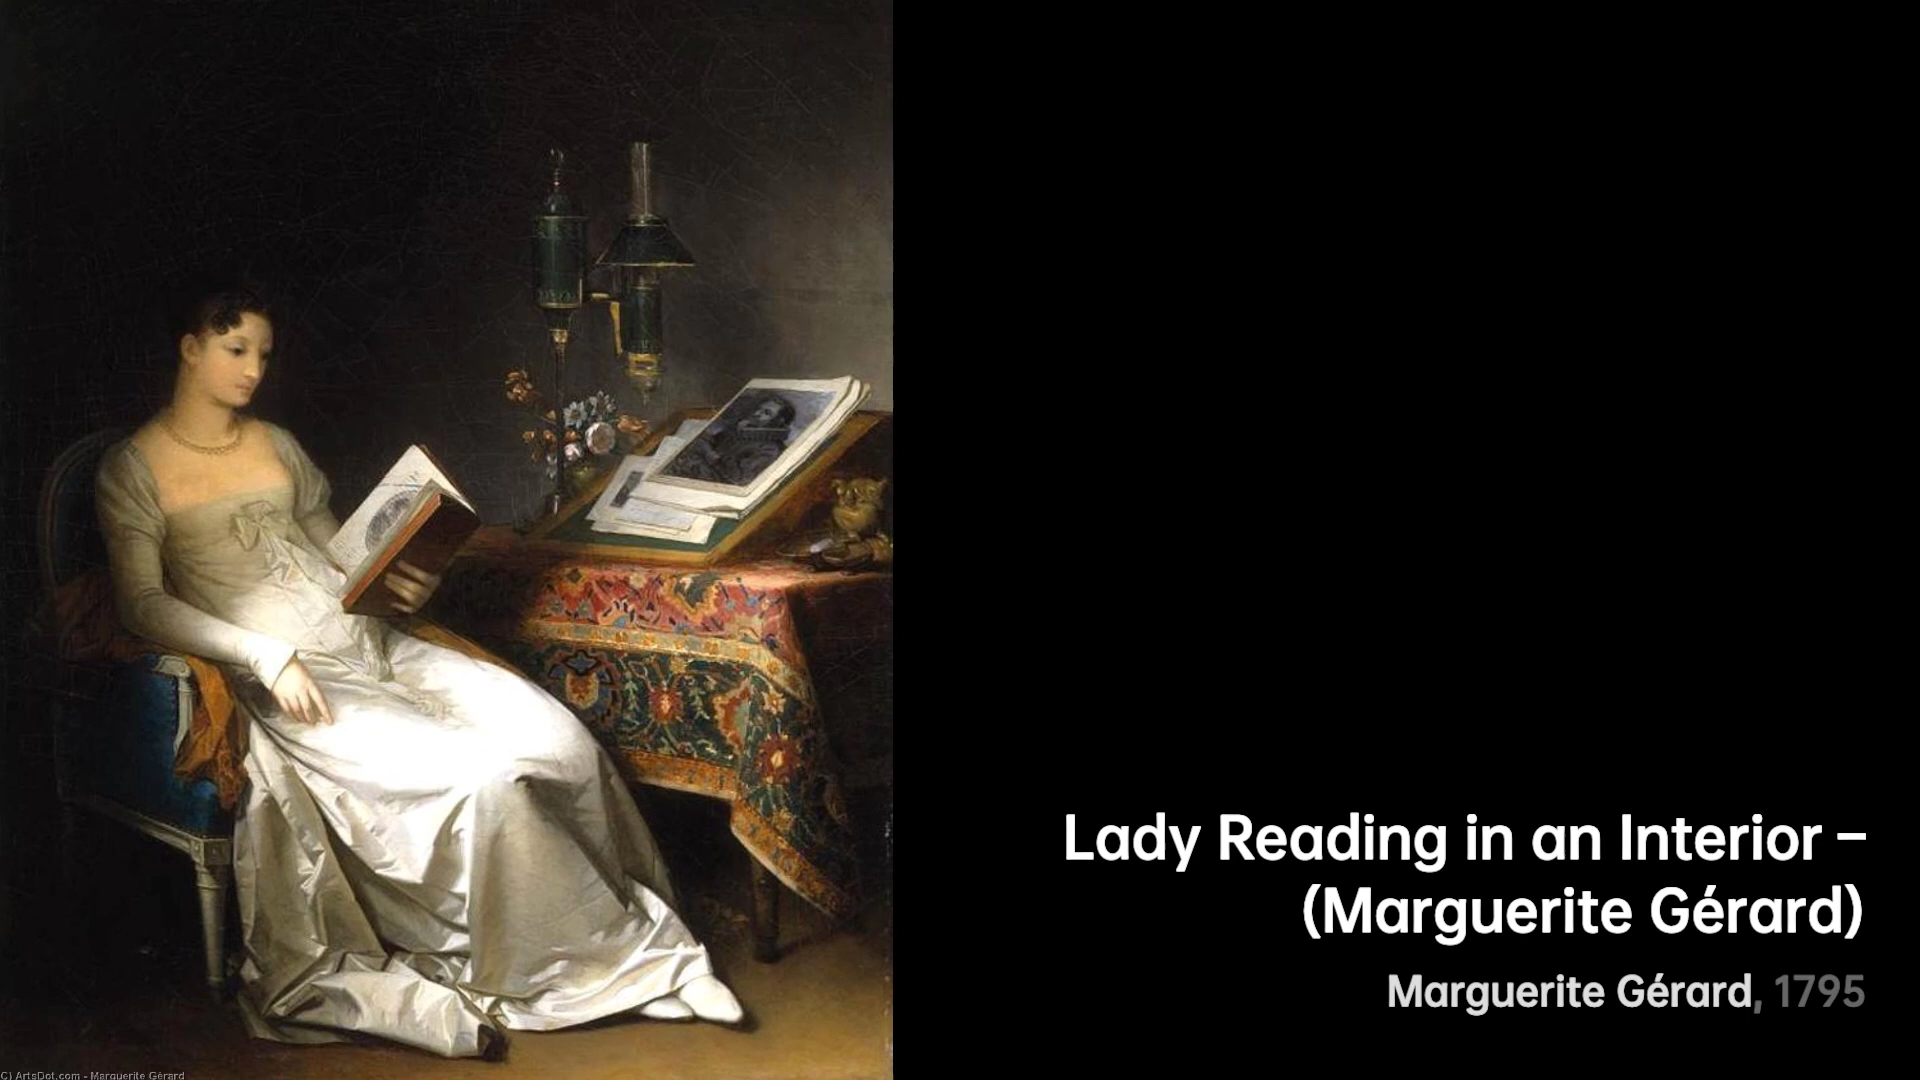 Lady Reading in an Interior –
(Marguerite Gérard)
Marguerite Gérard, 1795
C) ArtsDot.com - Marguerite Gérard